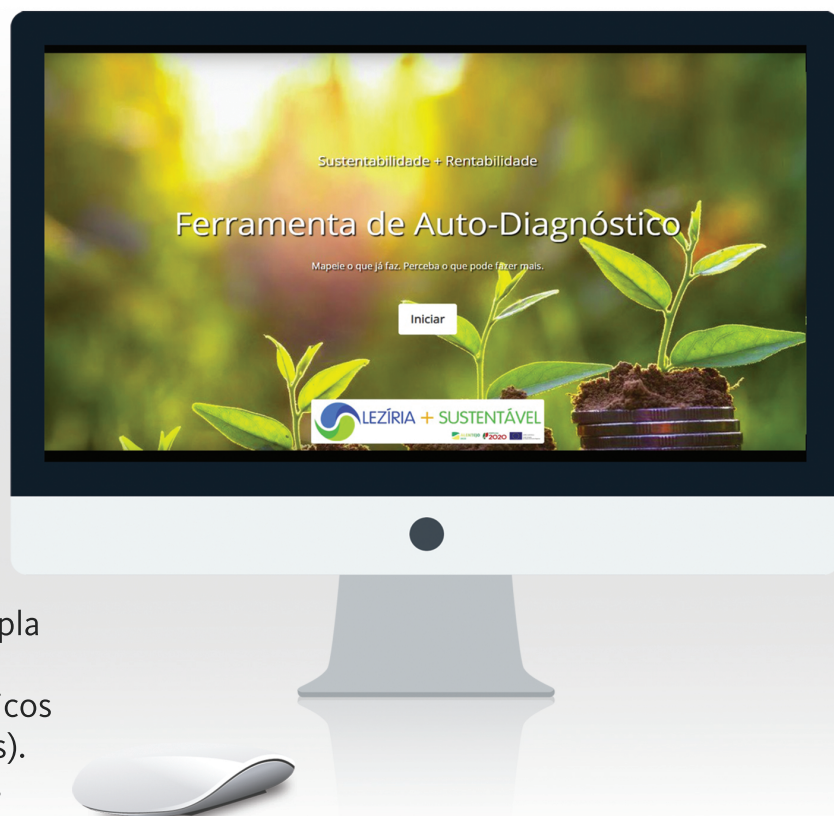 Sustentabilidade + Rentabilidade
Ferramenta de Auto-Diagnóstico
Mapeie o que já faz. Perceba o que pode fazer mais.
Iniciar
LEZÍRIA + SUSTENTÁVEL
2020
pla
icos
s).